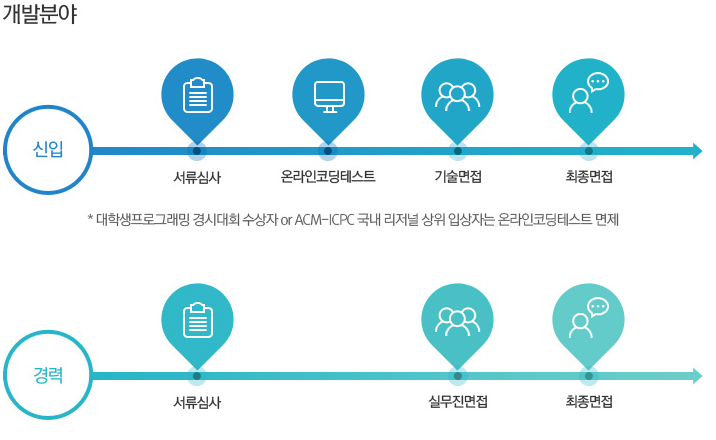 개발분야
신입
서류심사
온라인코딩테스트
기술면접
최종면접
* 대학생프로그래밍 경시대회 수상자 or ACM-ICPC 국내 리저널 상위 입상자는 온라인코딩테스트 면제
경력
서류심사
실무진면접
최종면접